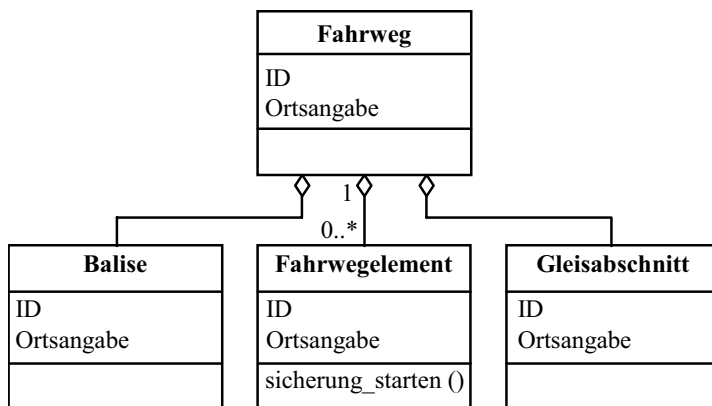 Fahrweg
ID
Ortsangabe
1
0..*
Balise
ID
Ortsangabe
Fahrwegelement
ID
Ortsangabe
sicherung_starten ()
Gleisabschnitt
ID
Ortsangabe